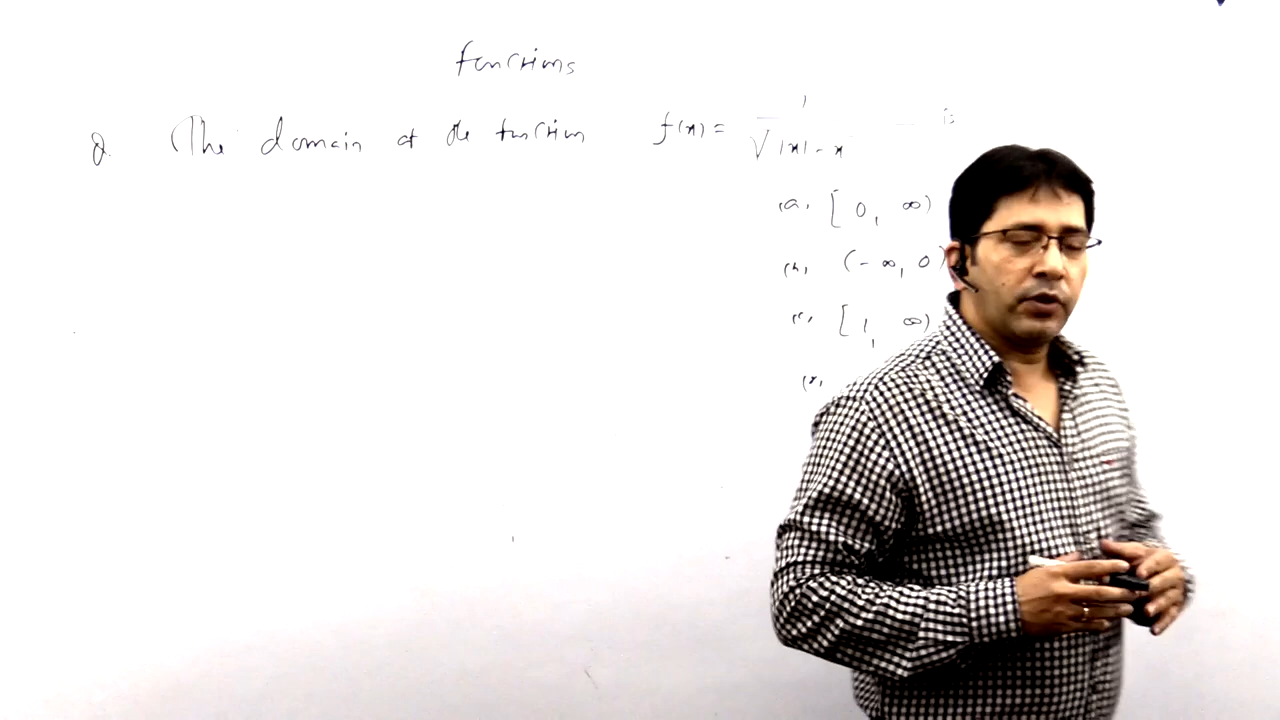 Functions
Q. The domain of the function f(x) = 1/√|x| - x is
(a) [0, ∞)
(b) (-∞, 0)
(c) [1, ∞)